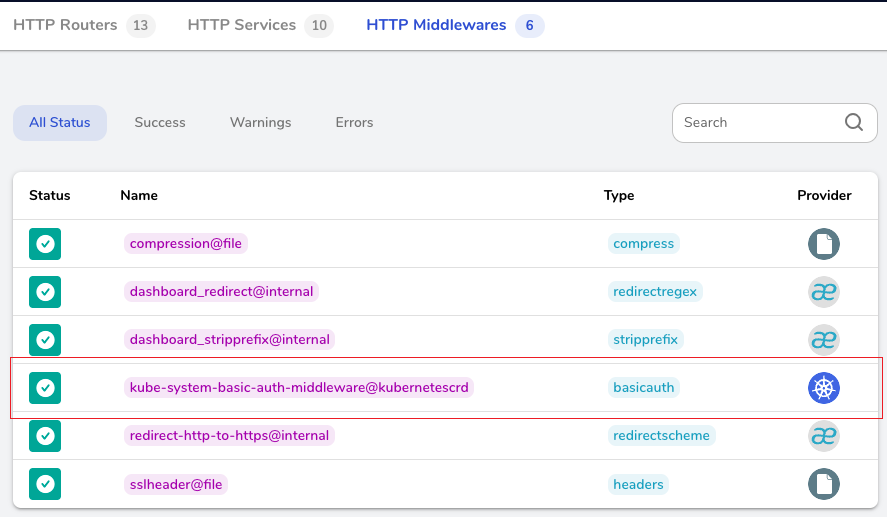 HTTP Routers 13 HTTP Services 10 HTTP Middlewares 6
All Status Success Warnings Errors Search
Status Name Type Provider
compression@file compress
dashboard_redirect@internal redirectregex
dashboard_stripprefix@internal stripprefix
kube-system-basic-auth-middleware@kubernetescrd basicauth
redirect-http-to-https@internal redirectscheme
sslheader@file headers